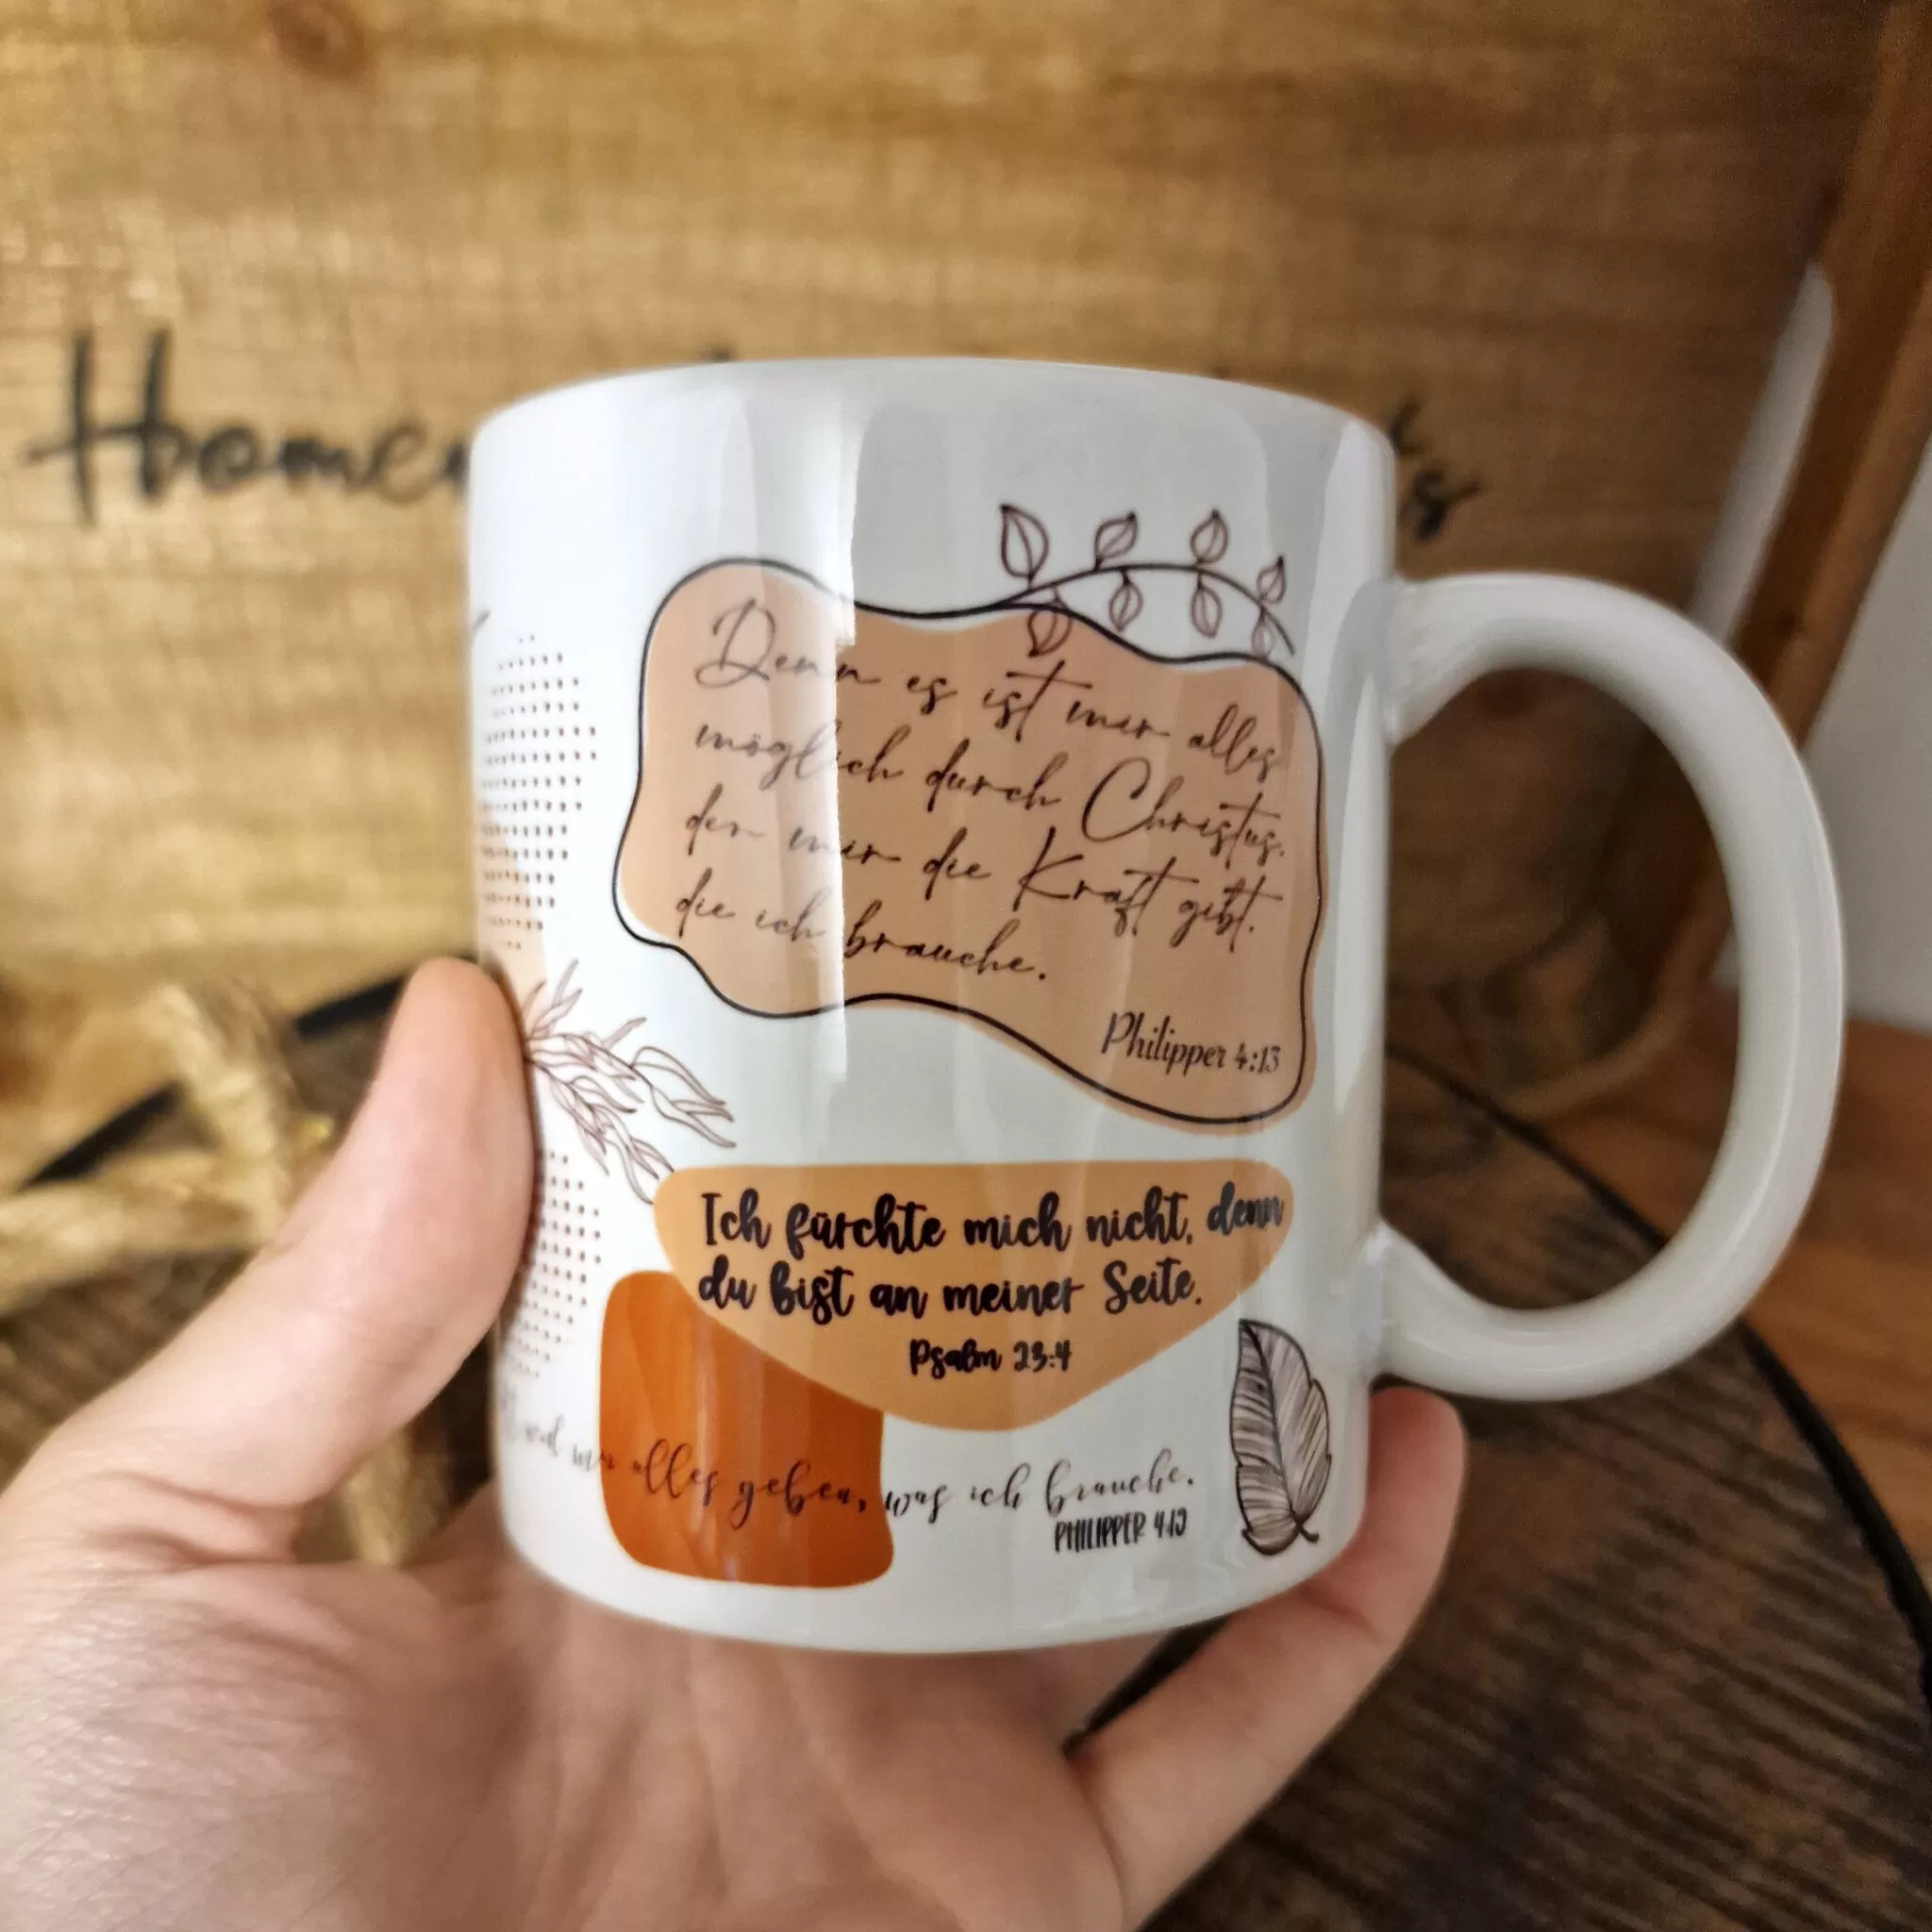 Denn es ist mir alles
möglich durch Christus,
der mir die Kraft gibt,
die ich brauche.
Philipper 4:13
Ich fürchte mich nicht, denn
du bist an meiner Seite.
Psalm 23:4
wird mir alles geben, was ich brauche.
PHILIPPER 4:19